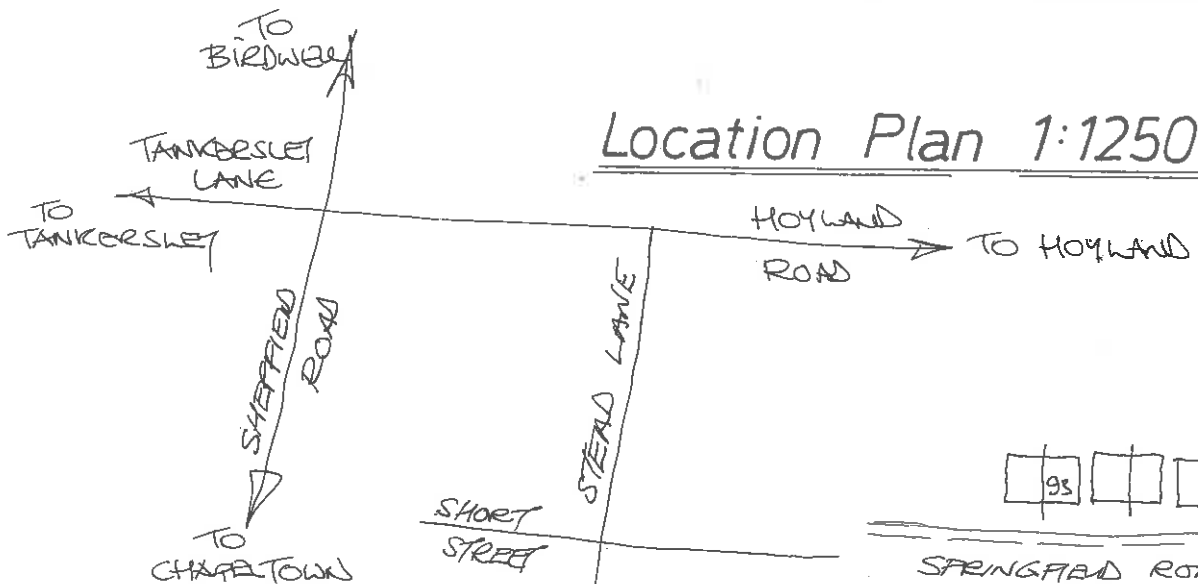 TO
BIRDWELL
Location Plan 1:1250
TANKERSLEY
LANE
TO
TANKERSLEY
HOYLAND
ROAD
TO HOYLAND
SHEFFIELD
ROAD
STEAD LANE
93
SHORT
STREET
TO
CHAPELTOWN
SPRINGFIELD ROA